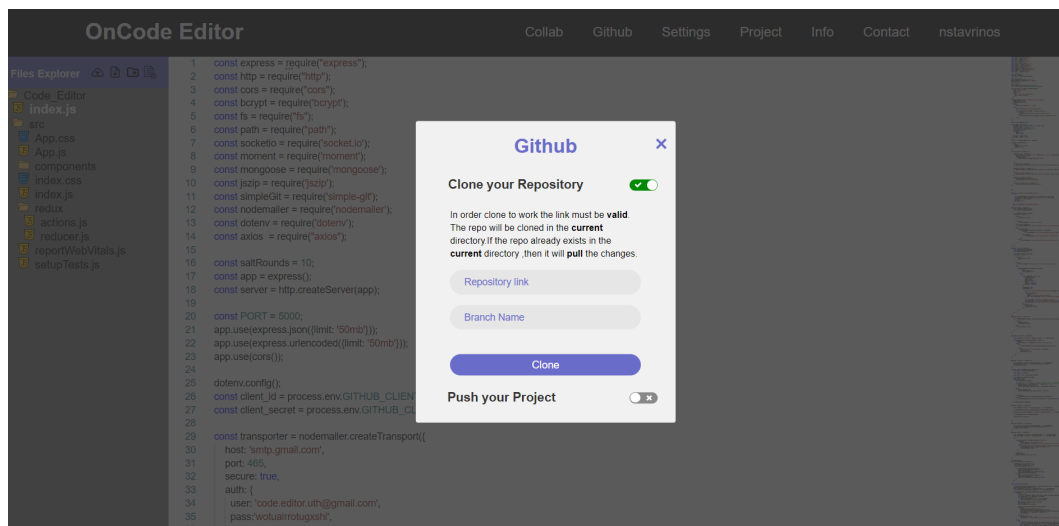 OnCode Editor
Collab Github Settings Project Info Contact nstavrinos
Files Explorer
Code_Editor
index.js
src
App.css
App.js
components
index.css
index.js
redux
actions.js
reducer.js
reportWebVitals.js
setupTests.js
1 const express = require("express");
2 const http = require("http");
3 const cors = require("cors");
4 const bcrypt = require('bcrypt');
5 const fs = require("fs");
6 const path = require("path");
7 const socketio = require('socket.io');
8 const moment = require('moment');
9 const mongoose = require('mongoose');
10 const jszip = require('jszip');
11 const simpleGit = require('simple-git');
12 const nodemailer = require('nodemailer');
13 const dotenv = require('dotenv');
14 const axios = require("axios");
15
16 const saltRounds = 10;
17 const app = express();
18 const server = http.createServer(app);
19
20 const PORT = 5000;
21 app.use(express.json({limit: '50mb'}));
22 app.use(express.urlencoded({limit: '50mb'}));
23 app.use(cors());
24
25 dotenv.config();
26 const client_id = process.env.GITHUB_CLIEN
27 const client_secret = process.env.GITHUB_CL
28
29 const transporter = nodemailer.createTransport({
30 host: 'smtp.gmail.com',
31 port: 465,
32 secure: true,
33 auth: {
34 user: 'code.editor.uth@gmail.com',
35 pass:
Github
Clone your Repository
In order clone to work the link must be valid.
The repo will be cloned in the current
directory.If the repo already exists in the
current directory ,then it will pull the changes.
Repository link
Branch Name
Clone
Push your Project